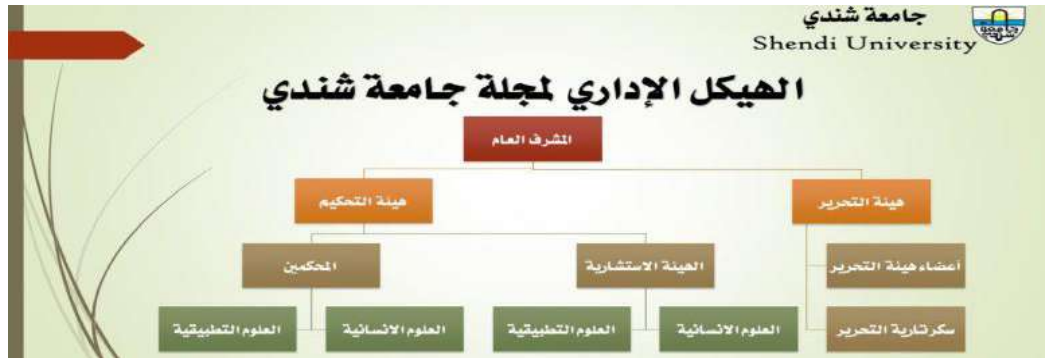 جامعة شندي
Shendi University
الهيكل الإداري لمجلة جامعة شندي
المشرف العام
هيئة التحرير
هيئة التحكيم
أعضاء هيئة التحرير
الهيئة الاستشارية
المحكمين
سكرتارية التحرير
العلوم الانسانية
العلوم التطبيقية
العلوم الانسانية
العلوم التطبيقية